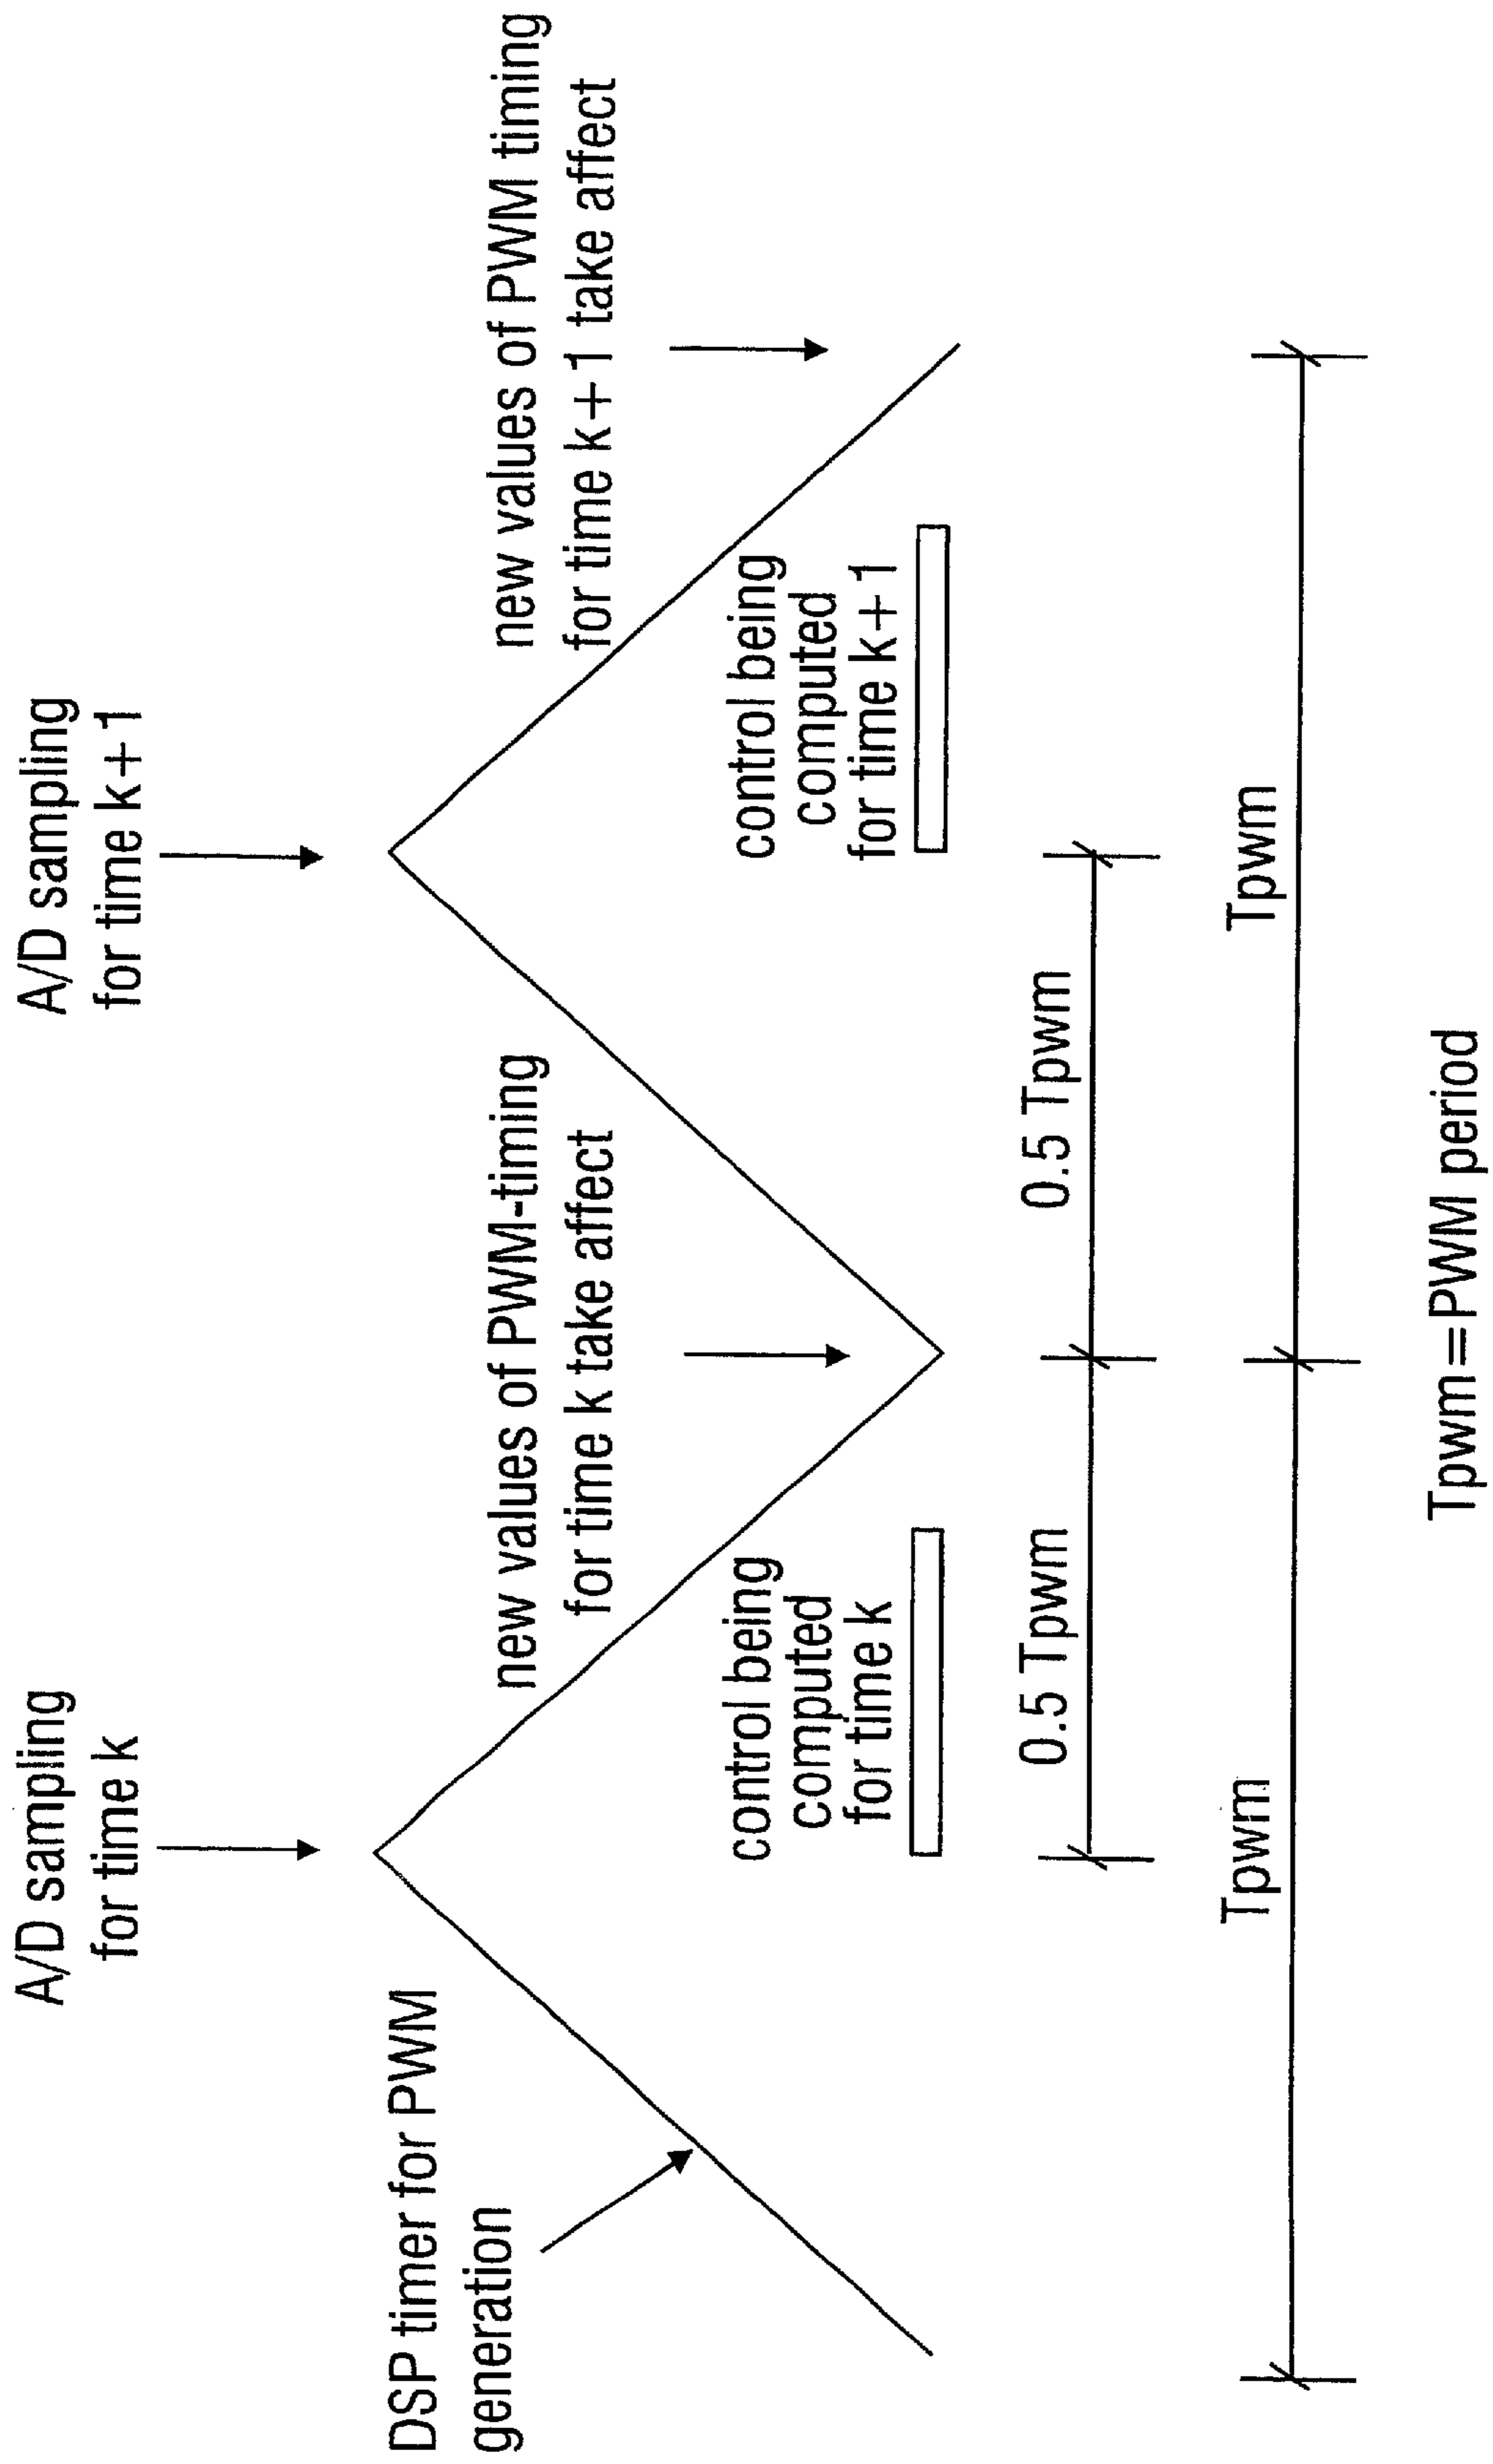 A/D sampling
for time k
A/D sampling
for time k+1
DSP timer for PWM
generation
new values of PWM-timing
for time k take affect
new values of PWM timing
for time k+1 take affect
control being
computed
for time k
control being
computed
for time k+1
0.5 Tpwm
0.5 Tpwm
Tpwm
Tpwm
Tpwm=PWM period